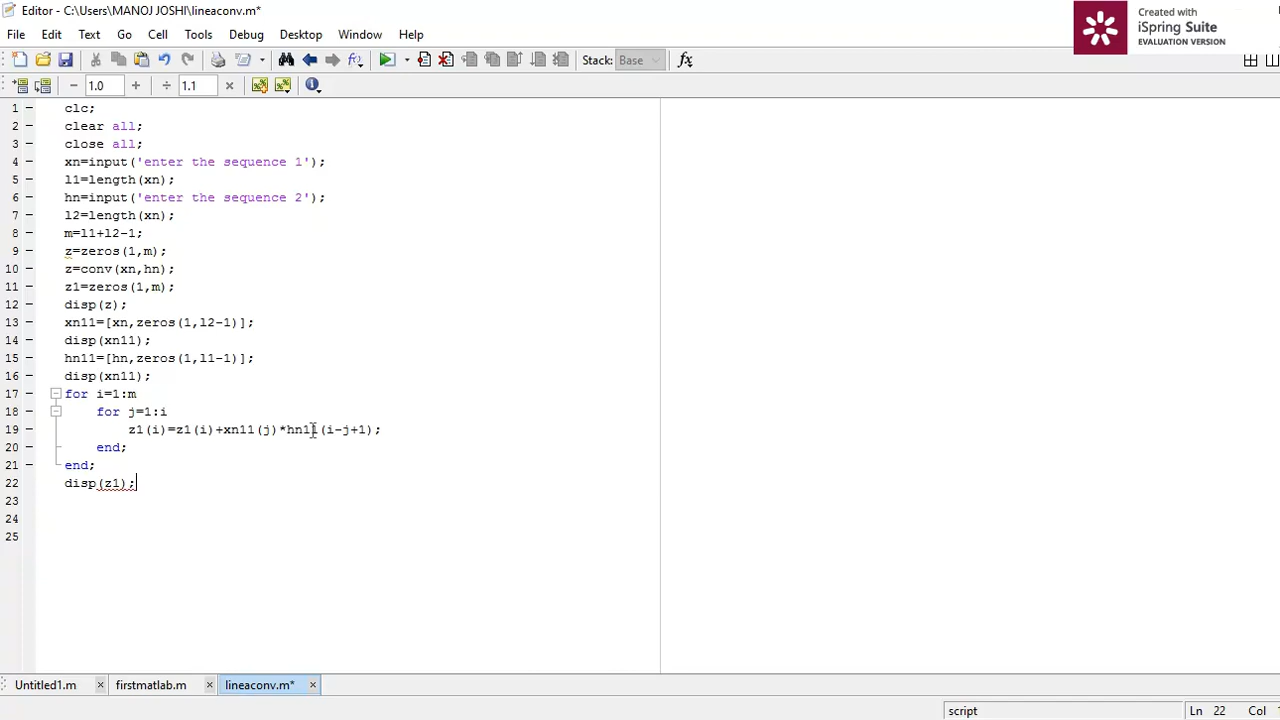 Editor - C:\Users\MANOJ JOSHI\lineaconv.m*
Created with
iSpring Suite
EVALUATION VERSION
File Edit Text Go Cell Tools Debug Desktop Window Help
Stack: Base fx
− 1.0 + ÷ 1.1 ×
1 clc;
2 clear all;
3 close all;
4 xn=input('enter the sequence 1');
5 l1=length(xn);
6 hn=input('enter the sequence 2');
7 l2=length(xn);
8 m=l1+l2-1;
9 z=zeros(1,m);
10 z=conv(xn,hn);
11 z1=zeros(1,m);
12 disp(z);
13 xn11=[xn,zeros(1,l2-1)];
14 disp(xn11);
15 hn11=[hn,zeros(1,l1-1)];
16 disp(xn11);
17 for i=1:m
18 for j=1:i
19 z1(i)=z1(i)+xn11(j)*hn11(i-j+1);
20 end;
21 end;
22 disp(z1);
23
24
25
Untitled1.m × firstmatlab.m × lineaconv.m* ×
script Ln 22 Col